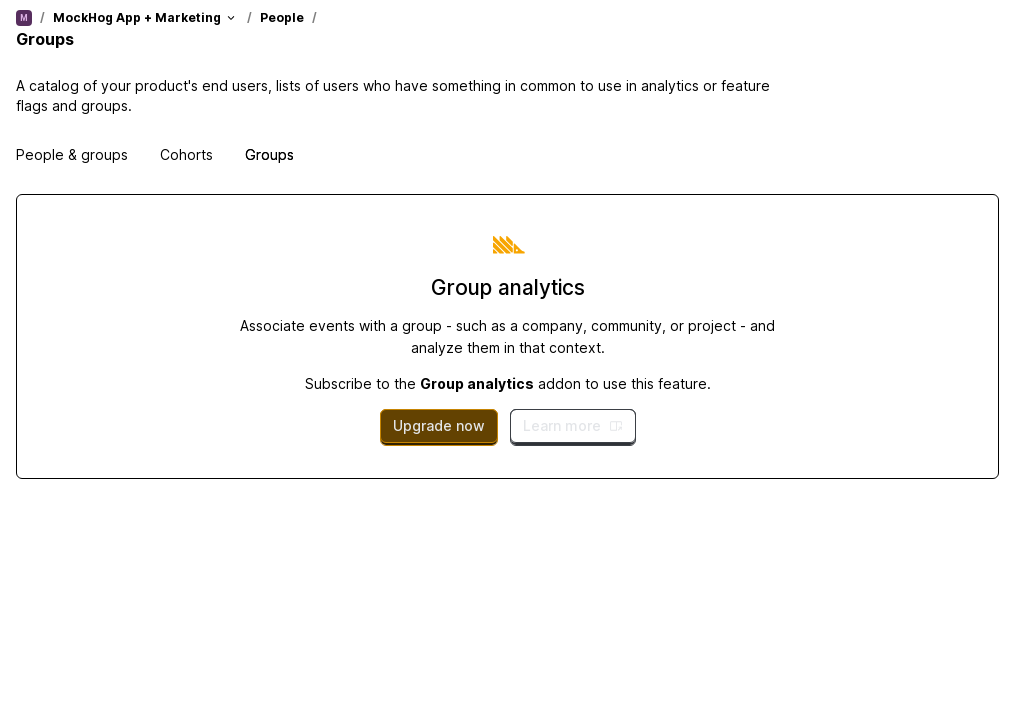 M / MockHog App + Marketing / People /
Groups
A catalog of your product's end users, lists of users who have something in common to use in analytics or feature
flags and groups.
People & groups Cohorts Groups
Group analytics
Associate events with a group - such as a company, community, or project - and
analyze them in that context.
Subscribe to the Group analytics addon to use this feature.
Upgrade now Learn more